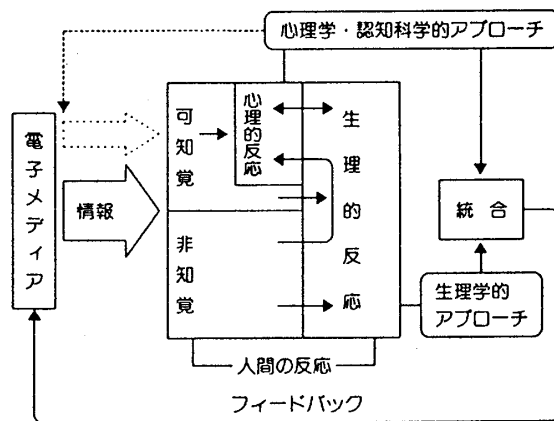 心理学・認知科学的アプローチ
電子メディア
情報
可知覚
心理的反応
生理的反応
非知覚
統合
生理学的
アプローチ
人間の反応
フィードバック